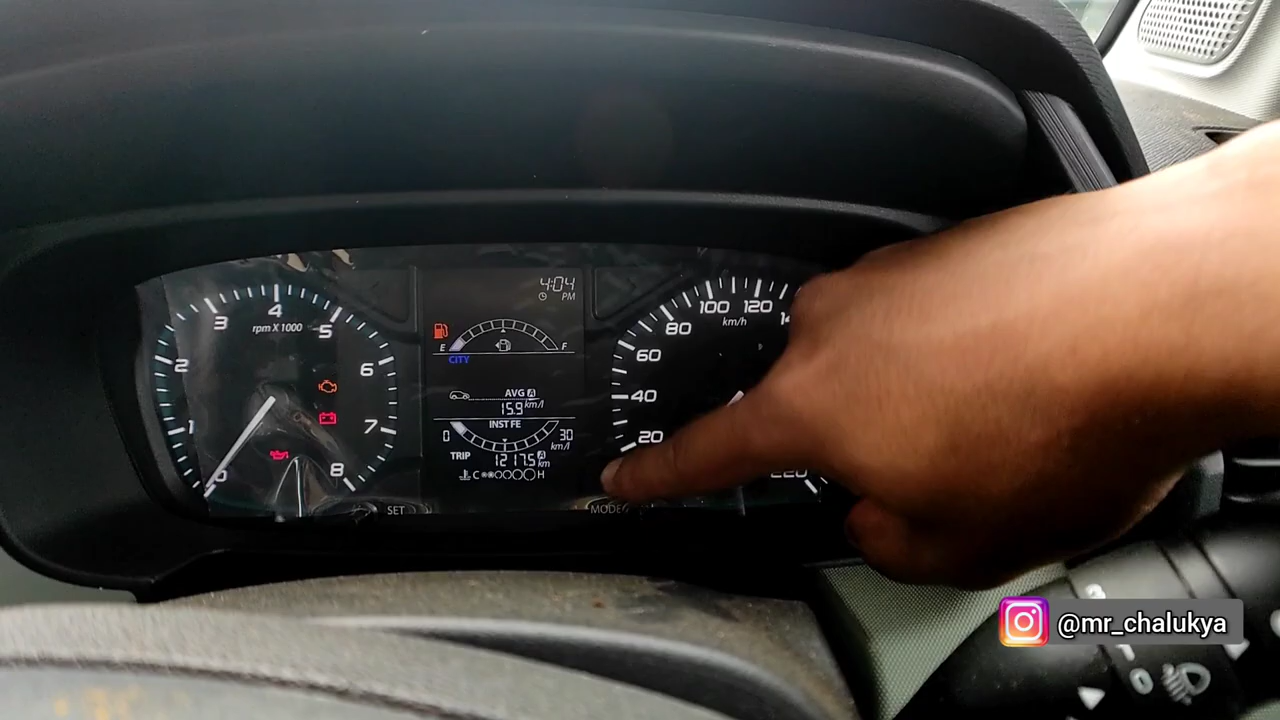 4:04
PM
rpm X 1000
0
1
2
3
4
5
6
7
8
E
F
CITY
AVG A
15.9 km/l
INST FE
0
30
km/l
TRIP
1217.5 A
km
C
H
SET
MODE
20
40
60
80
100
120
km/h
220
@mr_chalukya
0